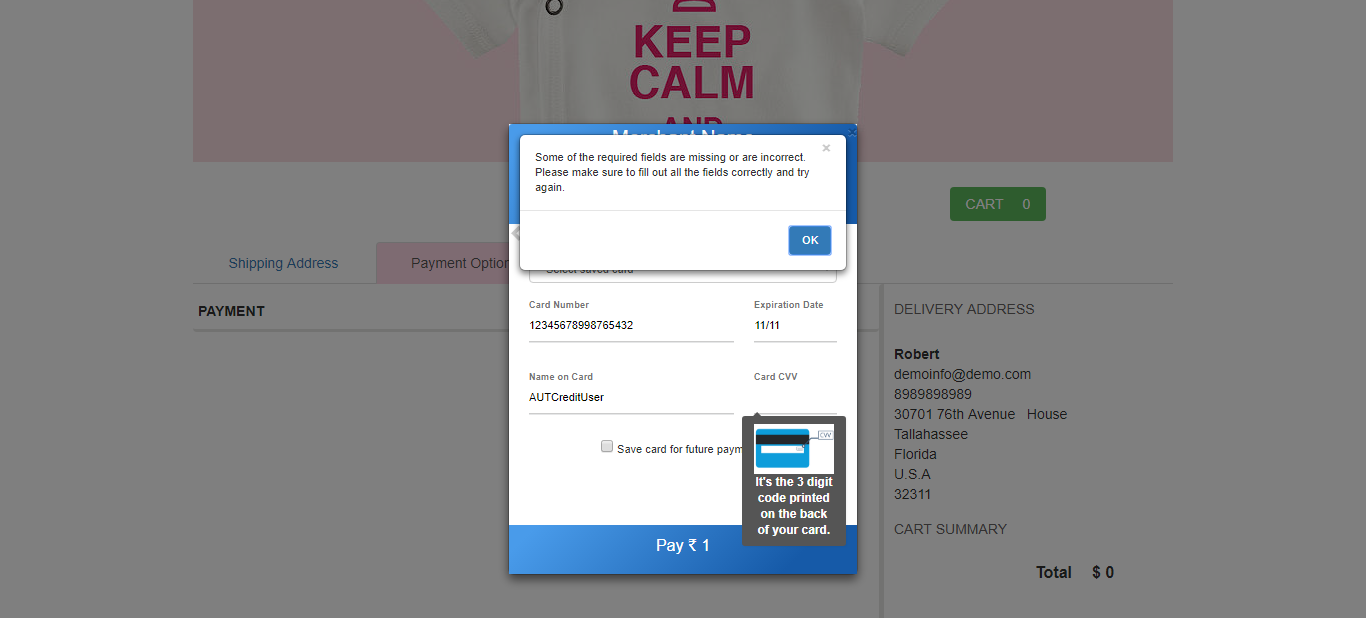 KEEP
CALM
AND
Merchant Name
×
Some of the required fields are missing or are incorrect.
Please make sure to fill out all the fields correctly and try
again.
OK
CART 0
Shipping Address
Payment Option
Select saved card
PAYMENT
Card Number
Expiration Date
12345678998765432
11/11
Name on Card
Card CVV
AUTCreditUser
CVV
It's the 3 digit
code printed
on the back
of your card.
Save card for future paym
Pay ₹ 1
DELIVERY ADDRESS
Robert
demoinfo@demo.com
8989898989
30701 76th Avenue House
Tallahassee
Florida
U.S.A
32311
CART SUMMARY
Total $ 0